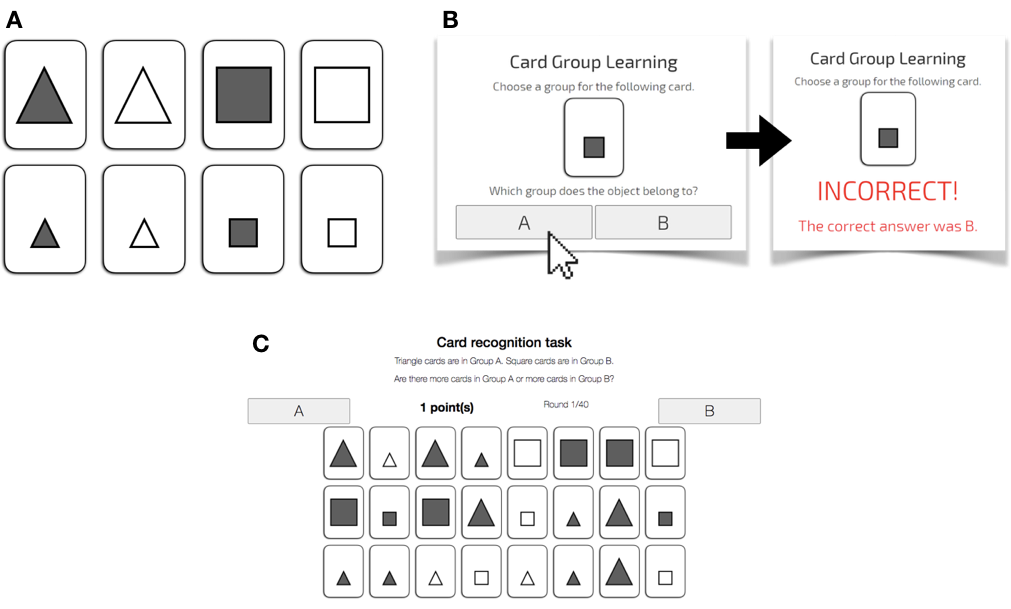 A
B
Card Group Learning
Choose a group for the following card.
Which group does the object belong to?
A
B
Card Group Learning
Choose a group for the following card.
INCORRECT!
The correct answer was B.
C
Card recognition task
Triangle cards are in Group A. Square cards are in Group B.
Are there more cards in Group A or more cards in Group B?
A
1 point(s)
Round 1/40
B